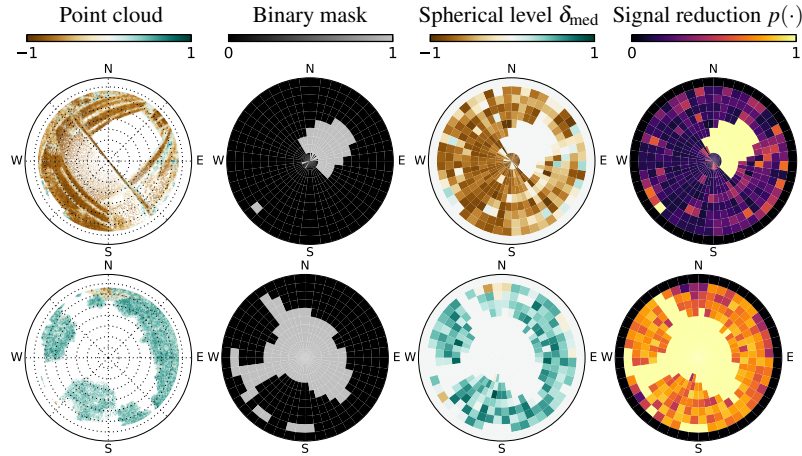 Point cloud Binary mask Spherical level δmed Signal reduction p(·)
−1 1 0 1 −1 1 0 1
N N N N
W E W E W E W E
S S S S
N N N N
W E W E W E W E
S S S S